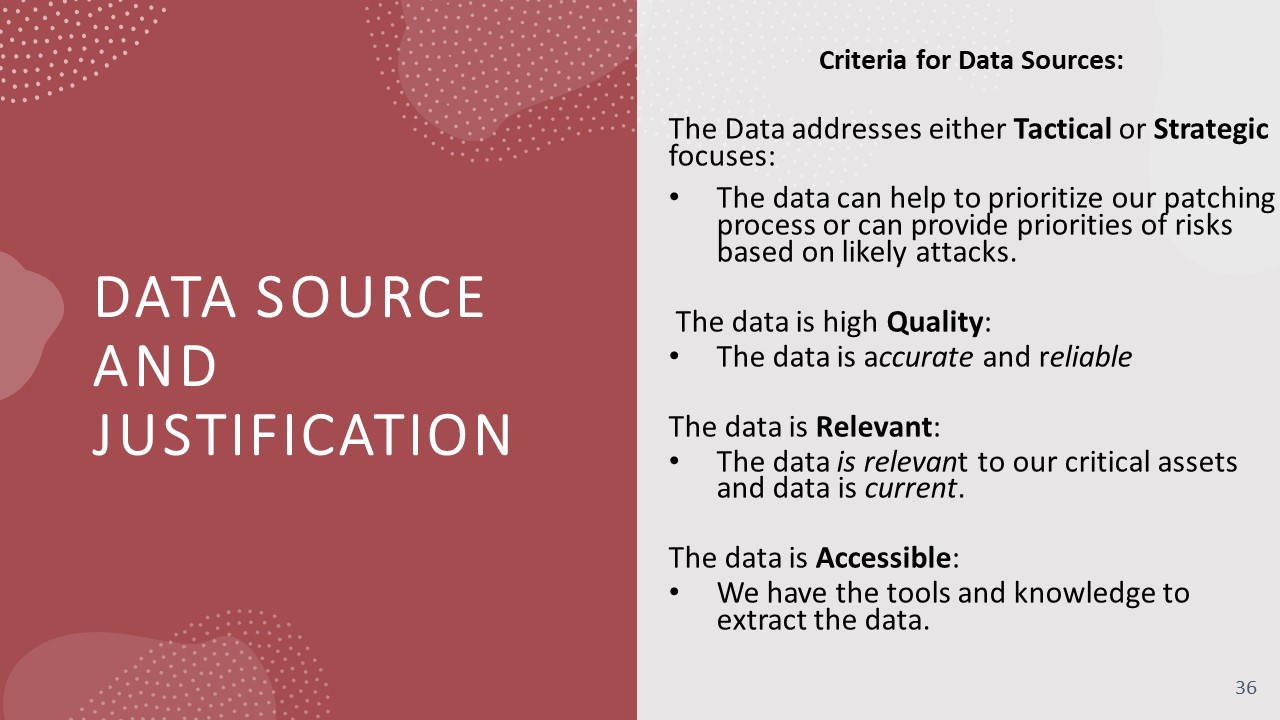 DATA SOURCE
AND
JUSTIFICATION
Criteria for Data Sources:
The Data addresses either Tactical or Strategic
focuses:
• The data can help to prioritize our patching
process or can provide priorities of risks
based on likely attacks.
The data is high Quality:
• The data is accurate and reliable
The data is Relevant:
• The data is relevant to our critical assets
and data is current.
The data is Accessible:
• We have the tools and knowledge to
extract the data.
36